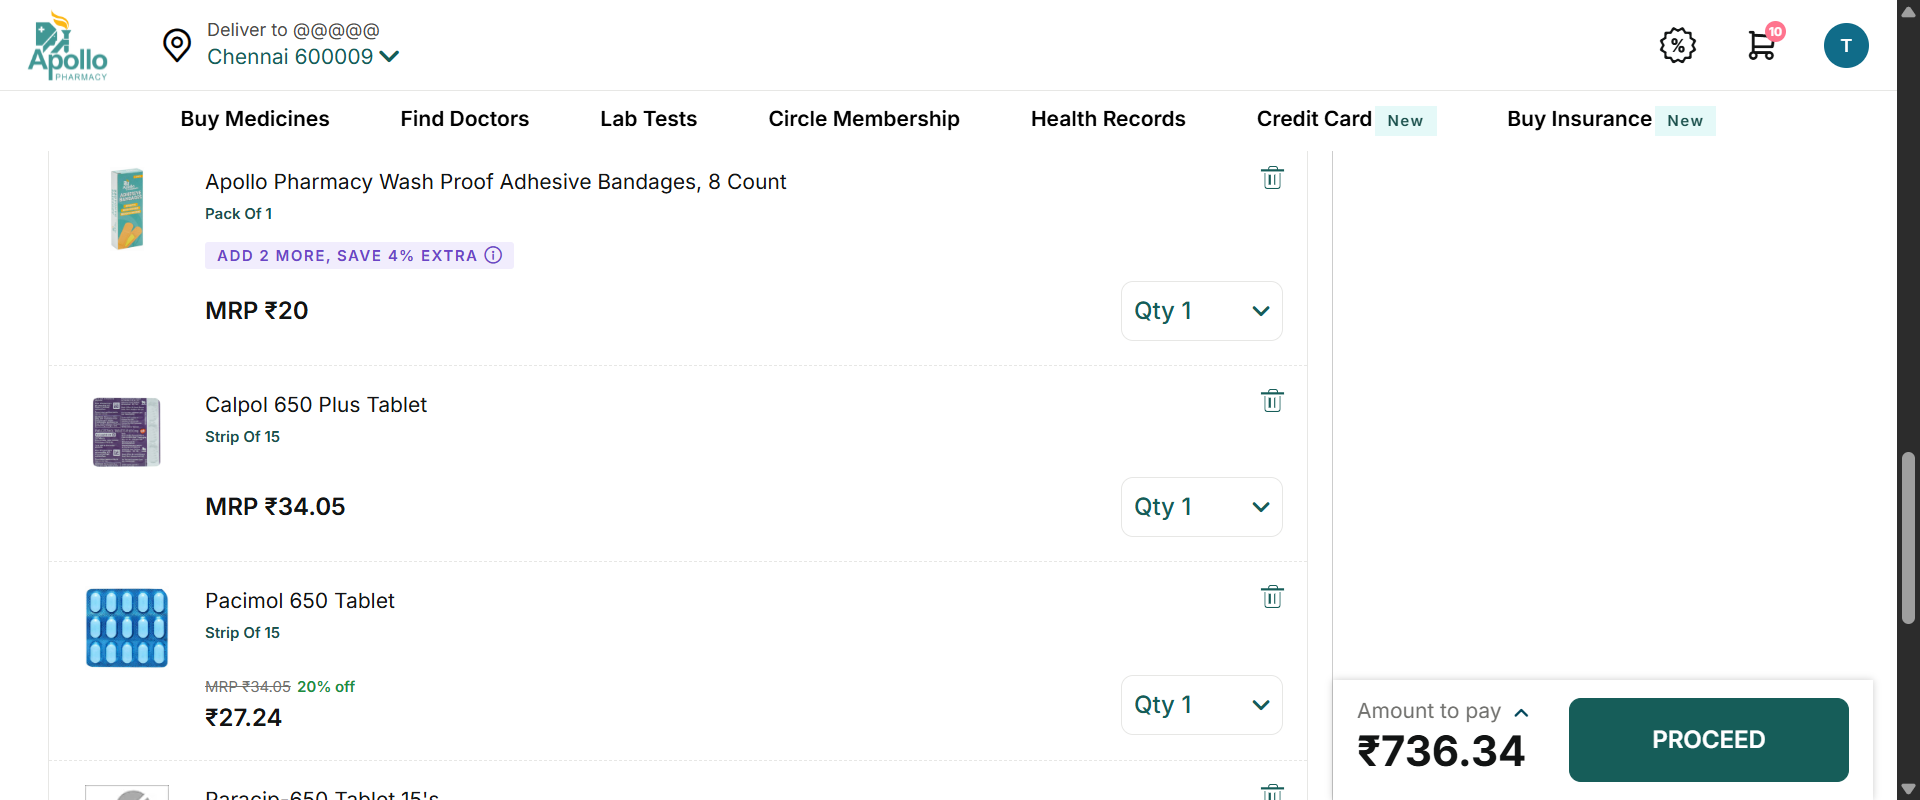 Apollo
PHARMACY
Deliver to @@@@@
Chennai 600009
10
T
Buy Medicines
Find Doctors
Lab Tests
Circle Membership
Health Records
Credit Card New
Buy Insurance New
Apollo Pharmacy Wash Proof Adhesive Bandages, 8 Count
Pack Of 1
ADD 2 MORE, SAVE 4% EXTRA
MRP ₹20
Qty 1
Calpol 650 Plus Tablet
Strip Of 15
MRP ₹34.05
Qty 1
Pacimol 650 Tablet
Strip Of 15
MRP ₹34.05 20% off
₹27.24
Qty 1
Paracip-650 Tablet 15's
Amount to pay
₹736.34
PROCEED